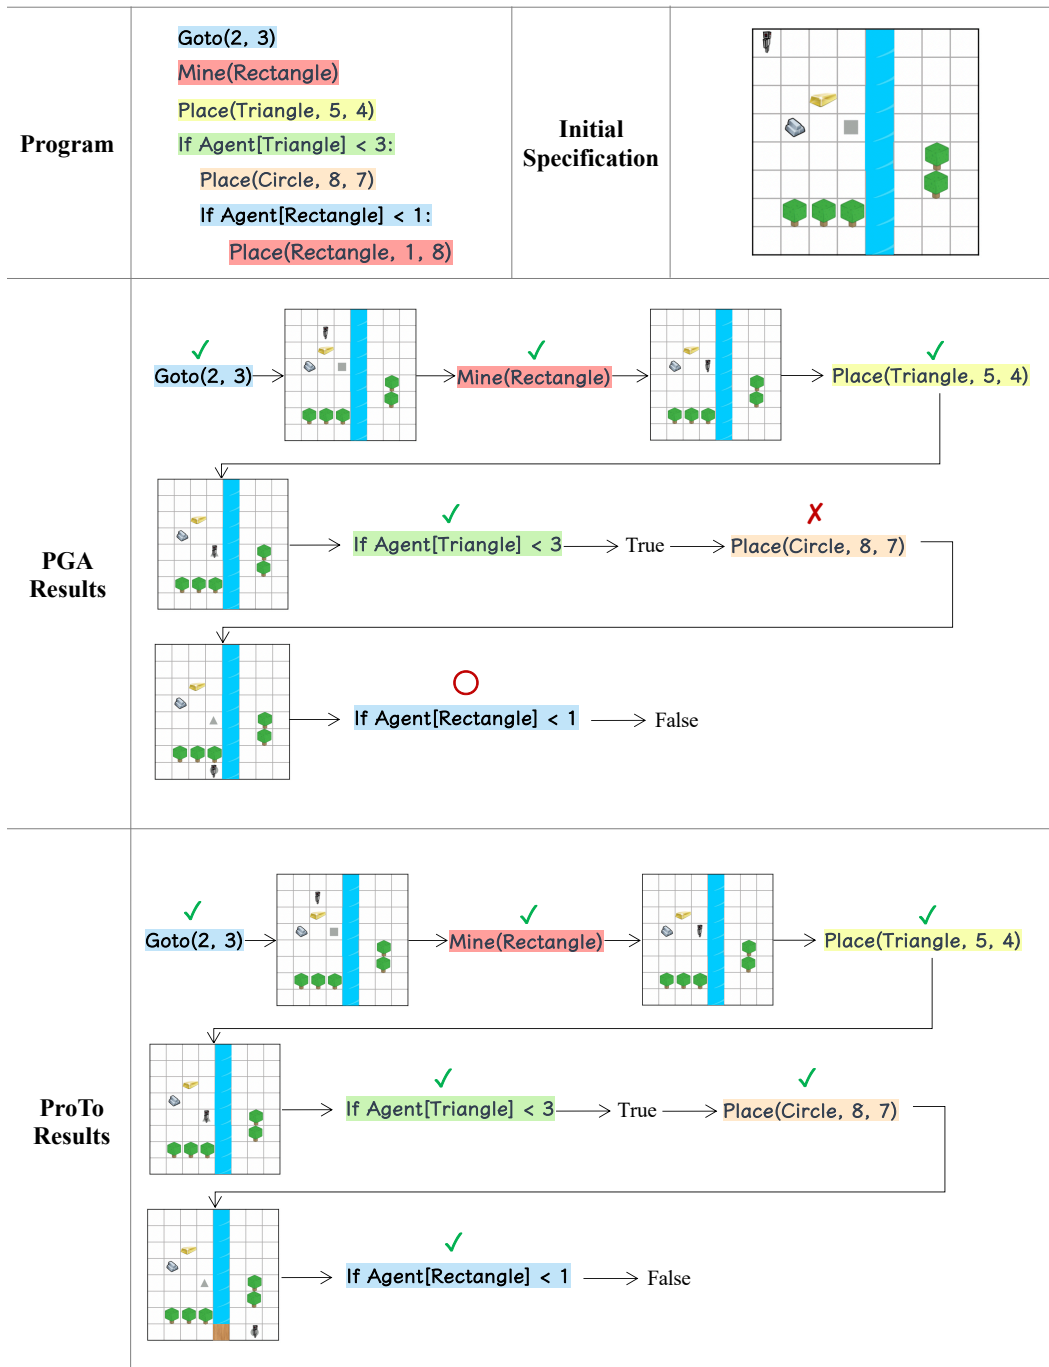 Program
Goto(2, 3)
Mine(Rectangle)
Place(Triangle, 5, 4)
If Agent[Triangle] < 3:
Place(Circle, 8, 7)
If Agent[Rectangle] < 1:
Place(Rectangle, 1, 8)
Initial
Specification
PGA
Results
Goto(2, 3)
Mine(Rectangle)
Place(Triangle, 5, 4)
If Agent[Triangle] < 3
True
Place(Circle, 8, 7)
If Agent[Rectangle] < 1
False
ProTo
Results
Goto(2, 3)
Mine(Rectangle)
Place(Triangle, 5, 4)
If Agent[Triangle] < 3
True
Place(Circle, 8, 7)
If Agent[Rectangle] < 1
False